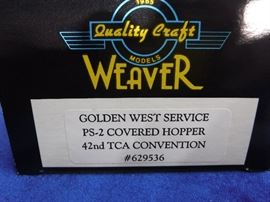 1965
Quality Craft
MODELS
WEAVER
GOLDEN WEST SERVICE
PS-2 COVERED HOPPER
42nd TCA CONVENTION
#629536